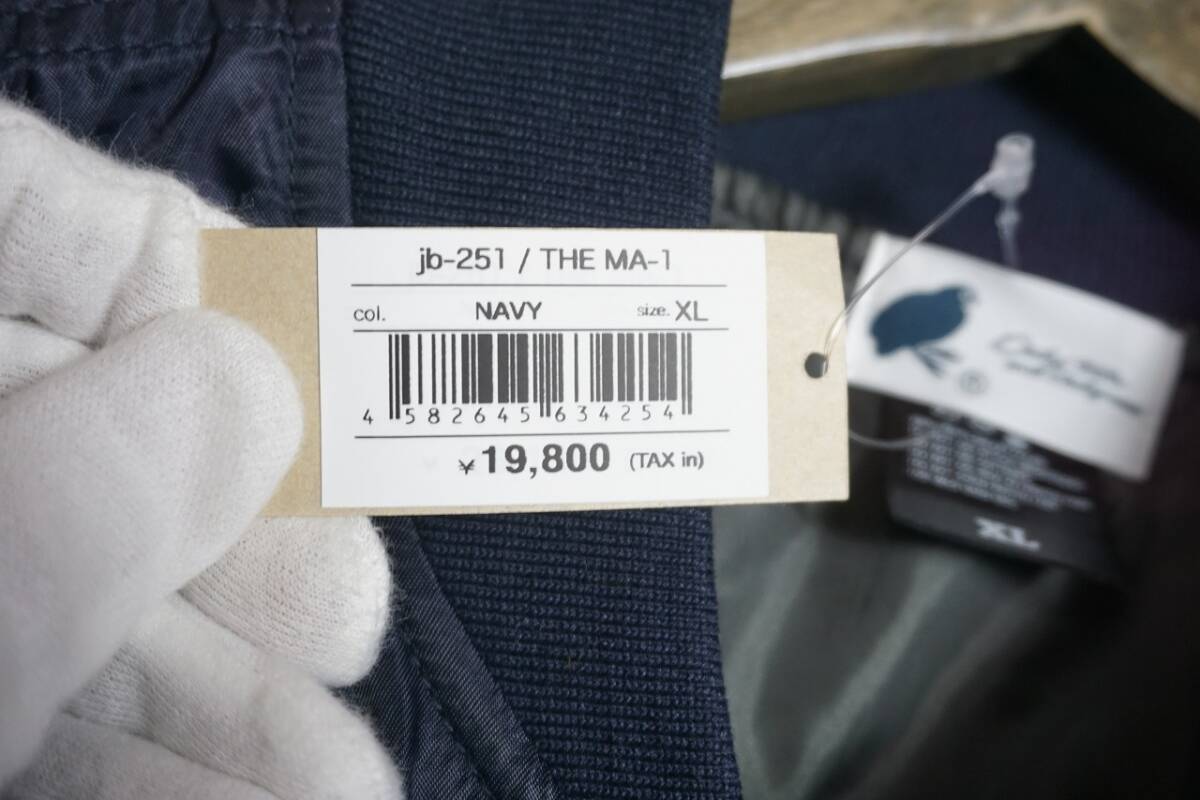 jb-251 / THE MA-1
col. NAVY size. XL
4 582645 634254
¥19,800 (TAX in)
®
XL